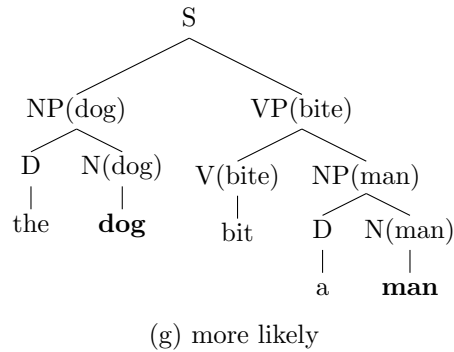 S
NP(dog) VP(bite)
D N(dog) V(bite) NP(man)
the dog bit D N(man)
a man
(g) more likely